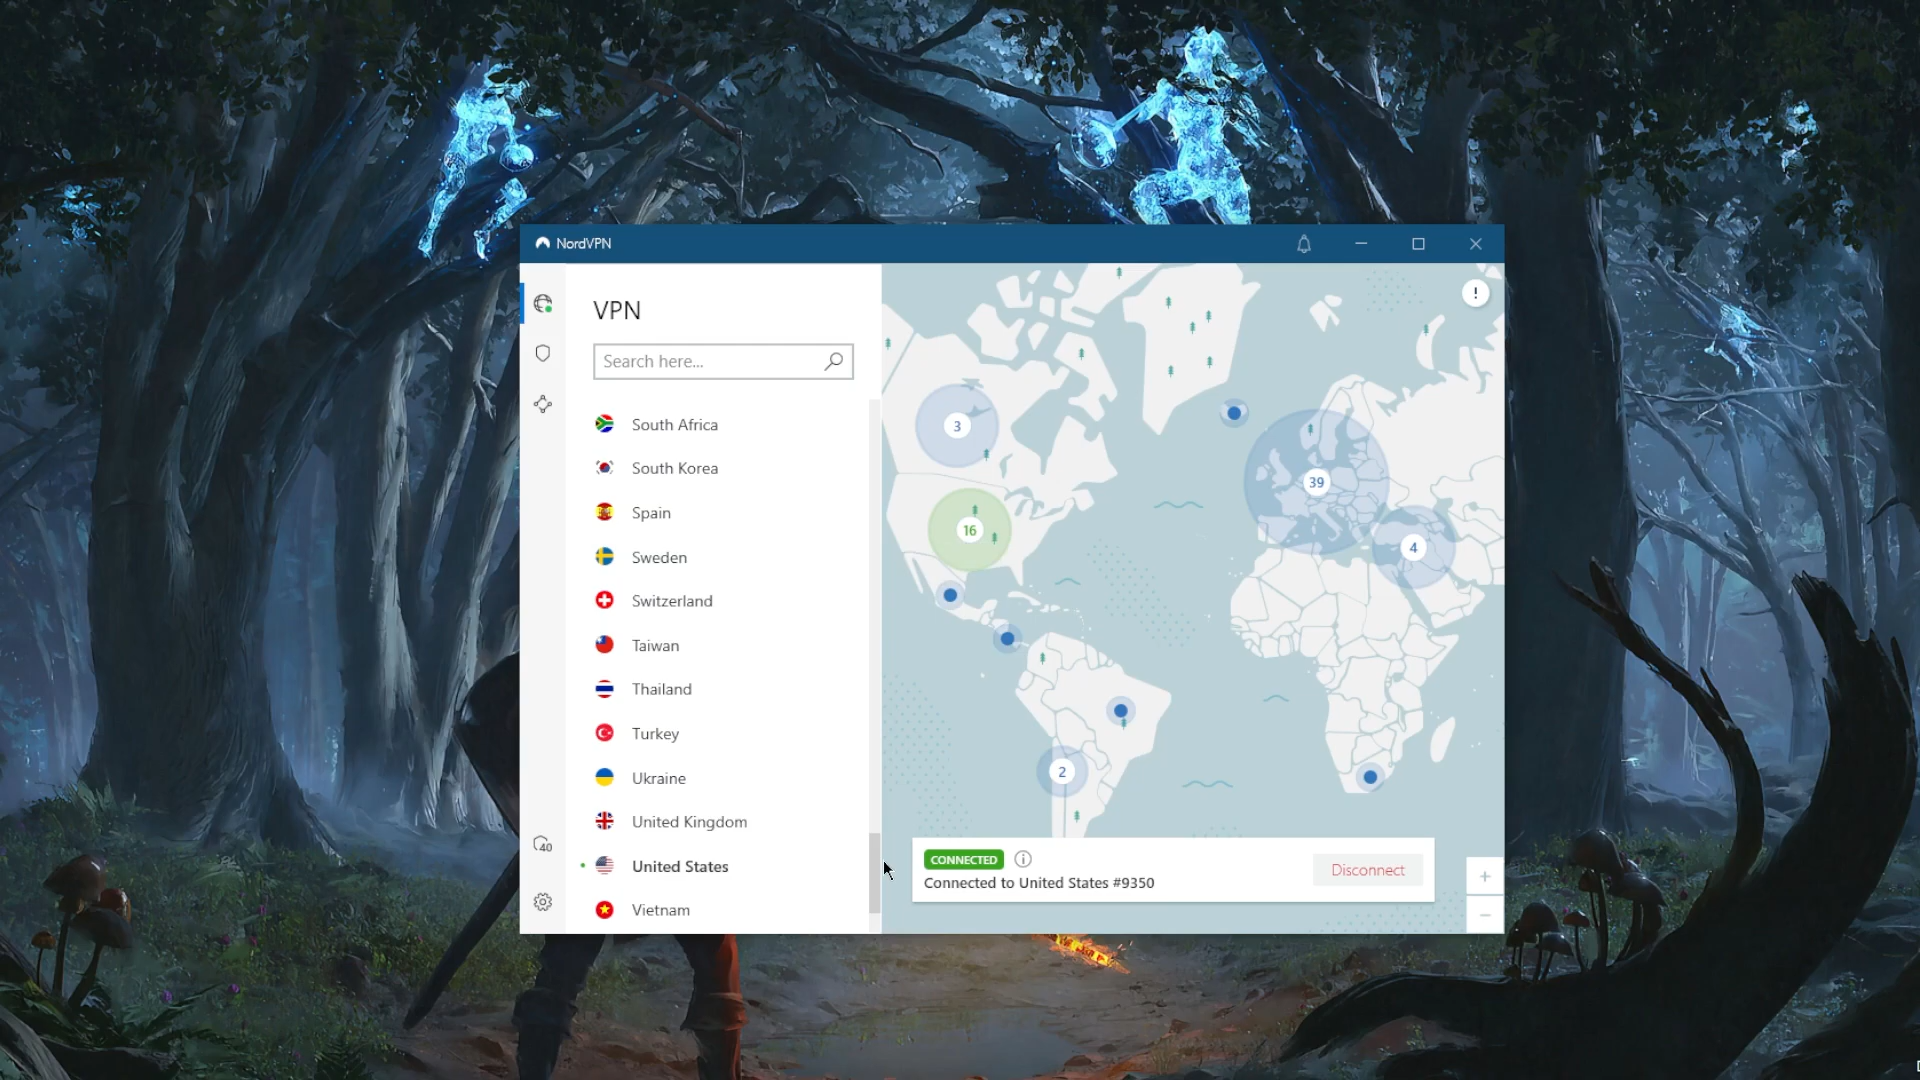 NordVPN
!
VPN
Search here...
South Africa
South Korea
Spain
Sweden
Switzerland
Taiwan
Thailand
Turkey
Ukraine
United Kingdom
United States
Vietnam
40
3
39
16
4
2
CONNECTED
Connected to United States #9350
Disconnect
+
−